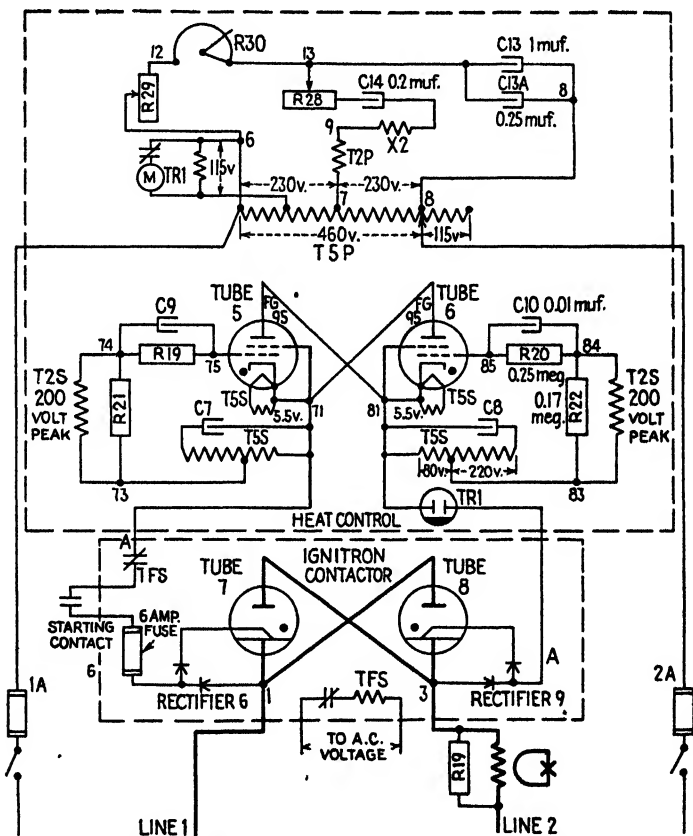 12
R30
13
C13 1 muf.
R29
R28
C14 0.2 muf.
C13A
8
0.25 muf.
9
X2
6
T2P
M
TR1
115v
230v.
230v.
7
8
460v.
115v
T5P
TUBE
5
FG
95
TUBE
6
FG
95
C9
C10 0.01 muf.
74
R19
75
85
R20
84
0.25 meg.
T2S
200
VOLT
PEAK
R21
T5S
5.5v.
71
81
T5S
5.5v.
0.17
meg.
R22
T2S
200
VOLT
PEAK
C7
T5S
C8
T5S
80v.
220v.
73
83
TR1
HEAT CONTROL
A
TFS
IGNITRON
CONTACTOR
TUBE
7
TUBE
8
STARTING
CONTACT
6 AMP.
FUSE
6
A
1A
RECTIFIER 6
1
TFS
3
RECTIFIER 9
2A
TO A.C.
VOLTAGE
R19
LINE 1
LINE 2